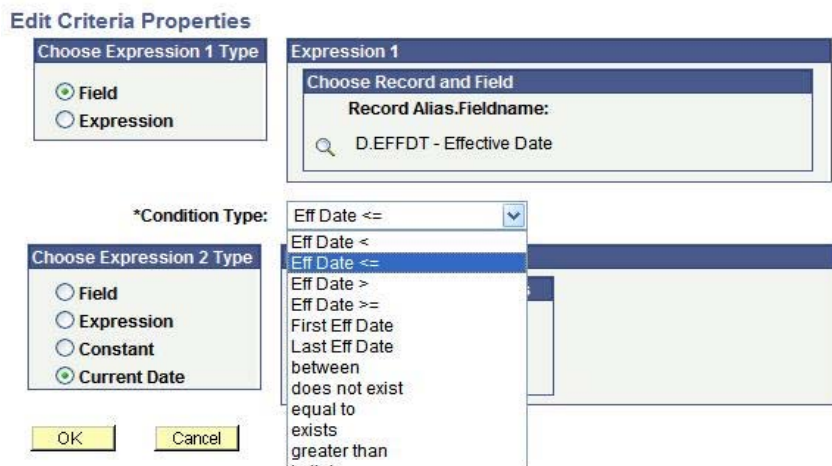 Edit Criteria Properties
Choose Expression 1 Type
Field
Expression
Expression 1
Choose Record and Field
Record Alias.Fieldname:
D.EFFDT - Effective Date
*Condition Type:
Eff Date <=
Eff Date <
Eff Date <=
Eff Date >
Eff Date >=
First Eff Date
Last Eff Date
between
does not exist
equal to
exists
greater than
Choose Expression 2 Type
Field
Expression
Constant
Current Date
OK
Cancel